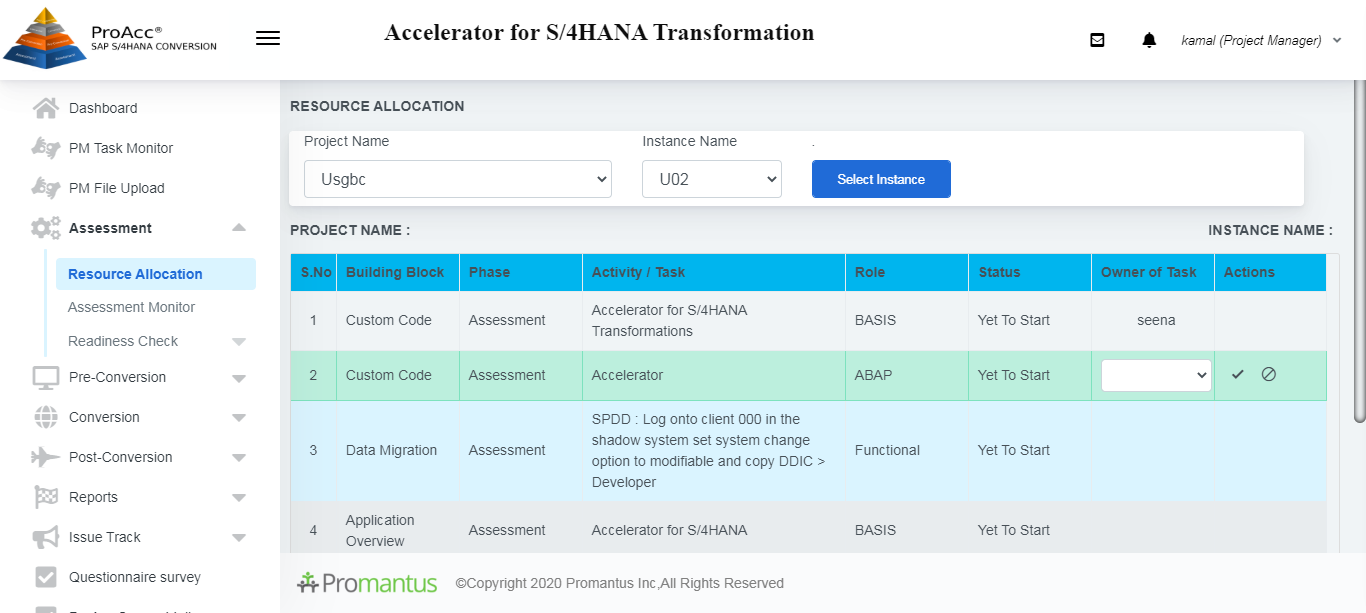 ProAcc®
SAP S/4HANA CONVERSION
Accelerator for S/4HANA Transformation
kamal (Project Manager)
Dashboard
PM Task Monitor
PM File Upload
Assessment
Resource Allocation
Assessment Monitor
Readiness Check
Pre-Conversion
Conversion
Post-Conversion
Reports
Issue Track
Questionnaire survey
RESOURCE ALLOCATION
Project Name
Instance Name
.
Usgbc
U02
Select Instance
PROJECT NAME :
INSTANCE NAME :
S.No Building Block Phase Activity / Task Role Status Owner of Task Actions
1 Custom Code Assessment Accelerator for S/4HANA
Transformations BASIS Yet To Start seena
2 Custom Code Assessment Accelerator ABAP Yet To Start
3 Data Migration Assessment SPDD : Log onto client 000 in the
shadow system set system change
option to modifiable and copy DDIC >
Developer Functional Yet To Start
4 Application
Overview Assessment Accelerator for S/4HANA BASIS Yet To Start
Promantus
©Copyright 2020 Promantus Inc,All Rights Reserved